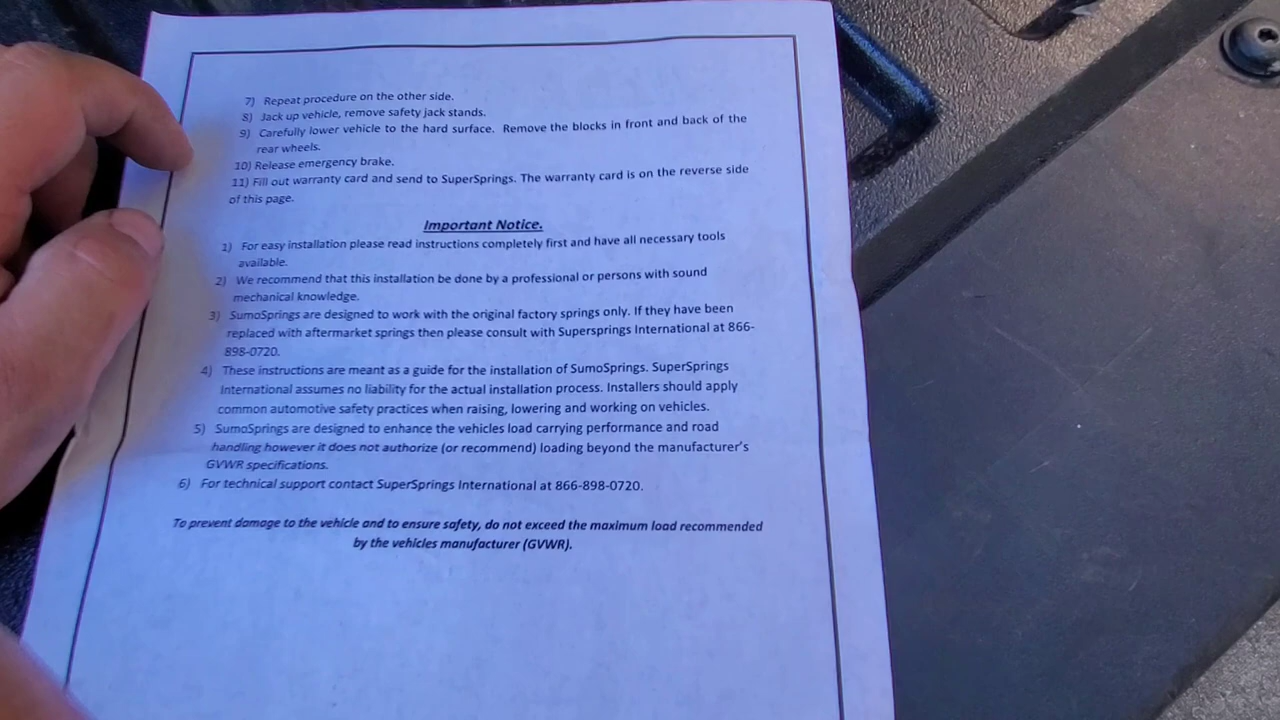 7) Repeat procedure on the other side.
8) Jack up vehicle, remove safety jack stands.
9) Carefully lower vehicle to the hard surface. Remove the blocks in front and back of the
rear wheels.
10) Release emergency brake.
11) Fill out warranty card and send to SuperSprings. The warranty card is on the reverse side
of this page.
Important Notice.
1) For easy installation please read instructions completely first and have all necessary tools
available.
2) We recommend that this installation be done by a professional or persons with sound
mechanical knowledge.
3) SumoSprings are designed to work with the original factory springs only. If they have been
replaced with aftermarket springs then please consult with Supersprings International at 866-
898-0720.
4) These instructions are meant as a guide for the installation of SumoSprings. SuperSprings
International assumes no liability for the actual installation process. Installers should apply
common automotive safety practices when raising, lowering and working on vehicles.
5) SumoSprings are designed to enhance the vehicles load carrying performance and road
handling however it does not authorize (or recommend) loading beyond the manufacturer's
GVWR specifications.
6) For technical support contact SuperSprings International at 866-898-0720.
To prevent damage to the vehicle and to ensure safety, do not exceed the maximum load recommended
by the vehicles manufacturer (GVWR).